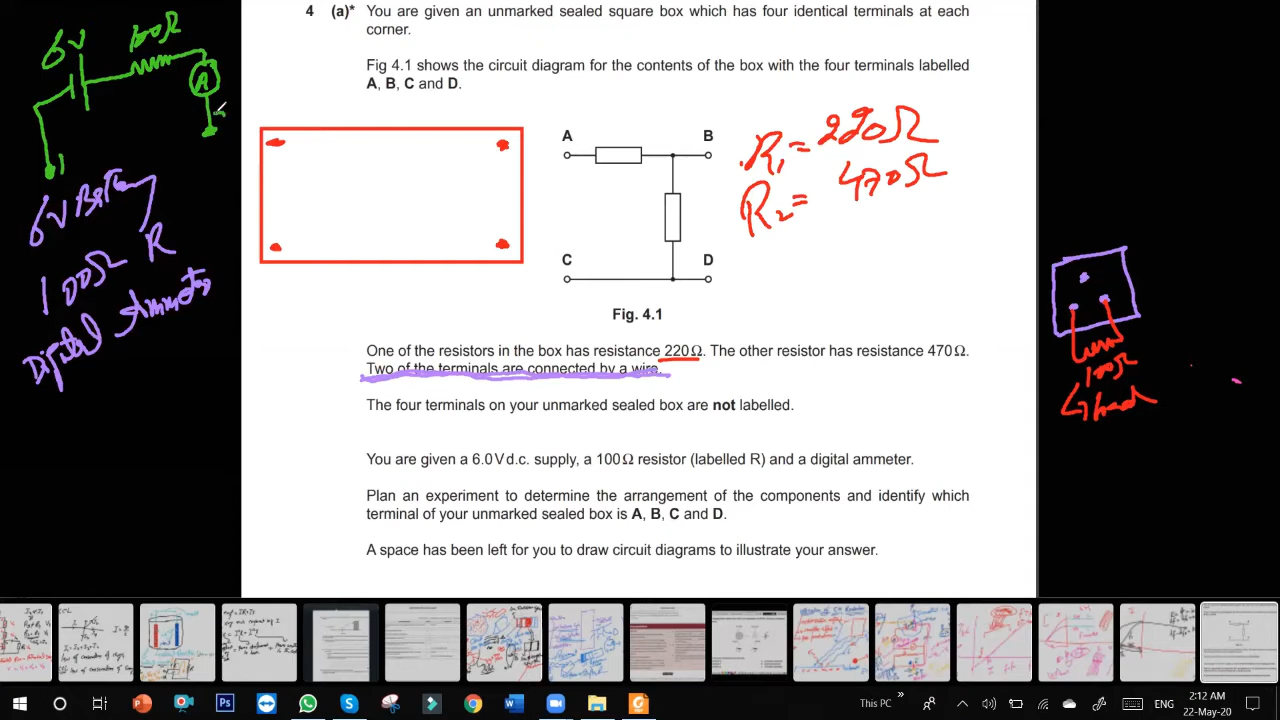 4 (a)* You are given an unmarked sealed square box which has four identical terminals at each
corner.
Fig 4.1 shows the circuit diagram for the contents of the box with the four terminals labelled
A, B, C and D.
6V
100Ω
A
6V Battery
100Ω R
Digital Ammeter
A B
C D
R₁ = 220Ω
R₂ = 470Ω
Fig. 4.1
100Ω
One of the resistors in the box has resistance 220Ω. The other resistor has resistance 470Ω.
Two of the terminals are connected by a wire.
The four terminals on your unmarked sealed box are not labelled.
You are given a 6.0V d.c. supply, a 100Ω resistor (labelled R) and a digital ammeter.
Plan an experiment to determine the arrangement of the components and identify which
terminal of your unmarked sealed box is A, B, C and D.
A space has been left for you to draw circuit diagrams to illustrate your answer.
This PC
ENG
2:12 AM
22-May-20